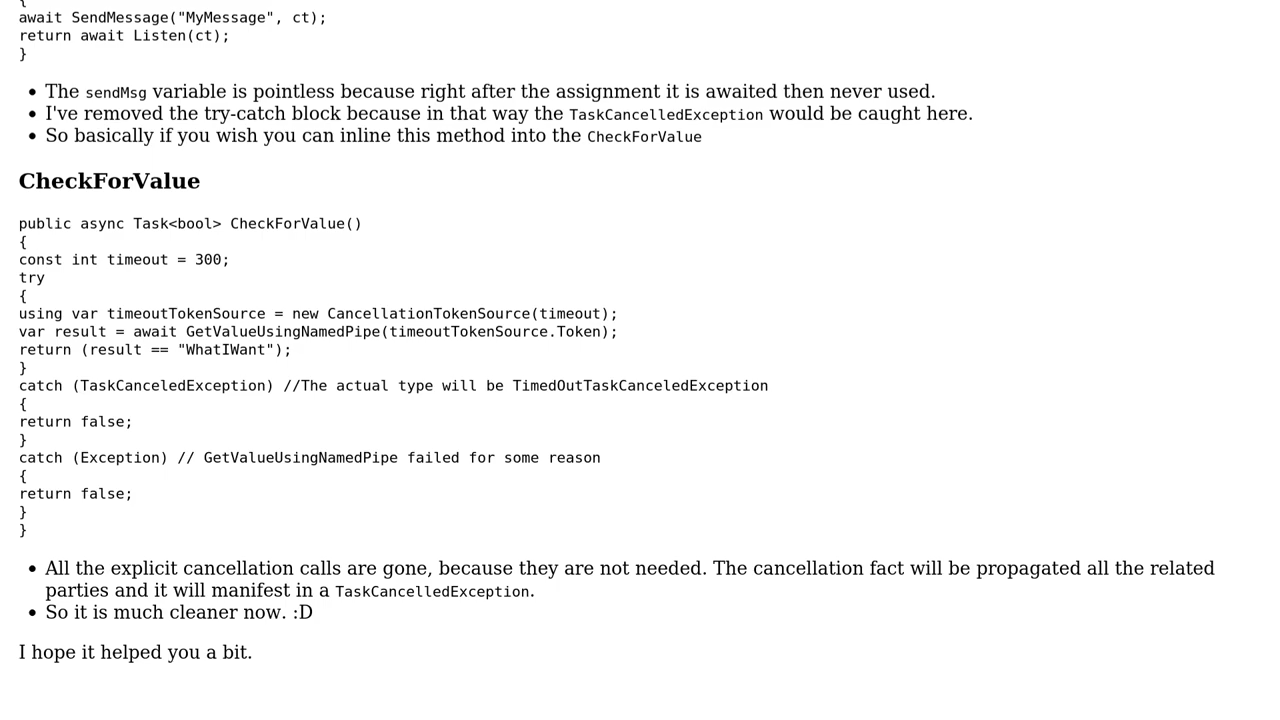 {
await SendMessage("MyMessage", ct);
return await Listen(ct);
}
• The sendMsg variable is pointless because right after the assignment it is awaited then never used.
• I've removed the try-catch block because in that way the TaskCancelledException would be caught here.
• So basically if you wish you can inline this method into the CheckForValue
CheckForValue
public async Task<bool> CheckForValue()
{
const int timeout = 300;
try
{
using var timeoutTokenSource = new CancellationTokenSource(timeout);
var result = await GetValueUsingNamedPipe(timeoutTokenSource.Token);
return (result == "WhatIWant");
}
catch (TaskCanceledException) //The actual type will be TimedOutTaskCanceledException
{
return false;
}
catch (Exception) // GetValueUsingNamedPipe failed for some reason
{
return false;
}
}
• All the explicit cancellation calls are gone, because they are not needed. The cancellation fact will be propagated all the related
parties and it will manifest in a TaskCancelledException.
• So it is much cleaner now. :D
I hope it helped you a bit.